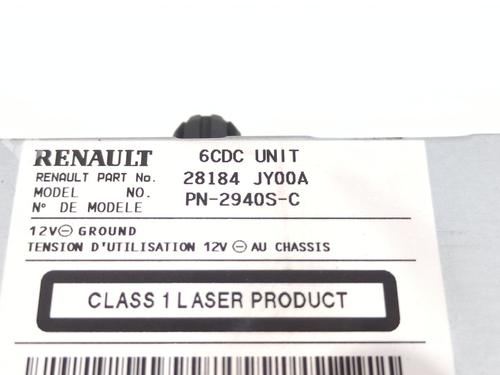 RENAULT 6CDC UNIT
RENAULT PART No. 28184 JY00A
MODEL NO. PN-2940S-C
N° DE MODELE
12V⊖GROUND
TENSION D'UTILISATION 12V⊖AU CHASSIS
CLASS 1 LASER PRODUCT